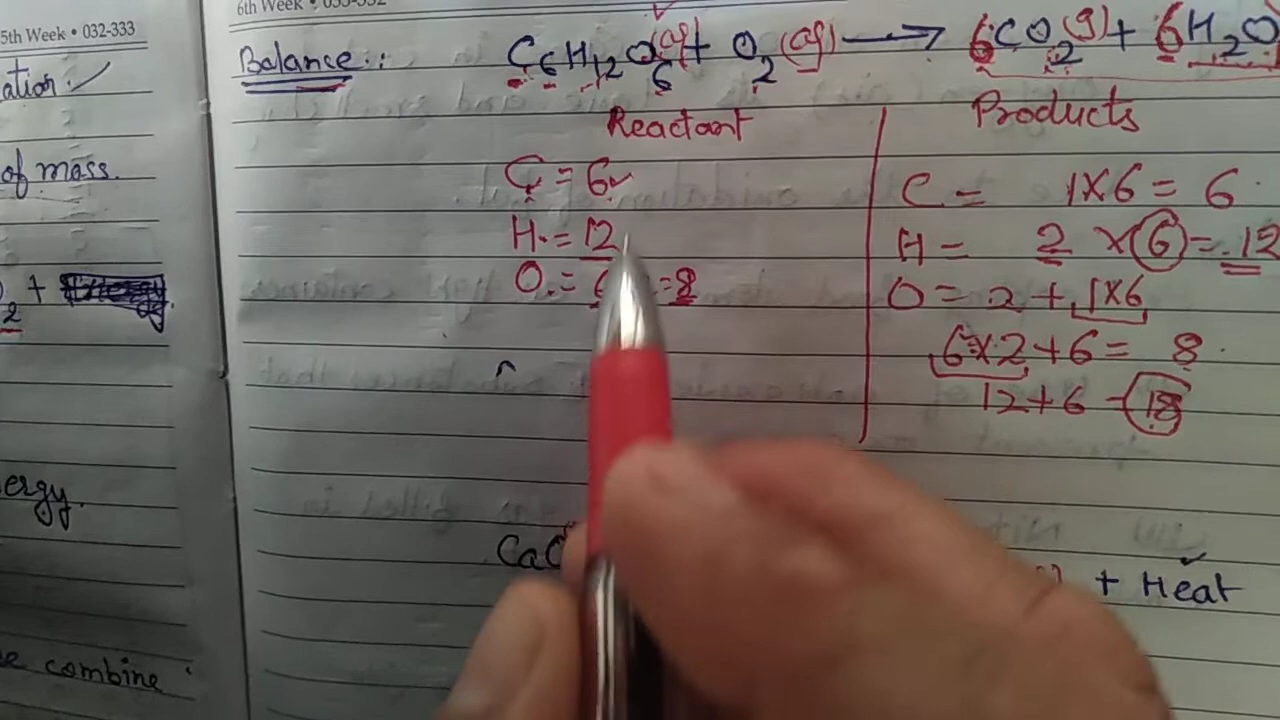 5th Week • 032-333
6th Week •
ation:-
of mass.
2 +
ergy.
combine
Balance :: C6H12O6(aq) + O2(aq) → 6CO2(g) + 6H2O
Reactant
C = 6
H = 12
O = 6 =8
Products
C = 1×6 = 6
H = 2 × 6 = 12
O = 2 + 1×6
6×2+6 = 8
12+6 = 18
CaC
+ Heat